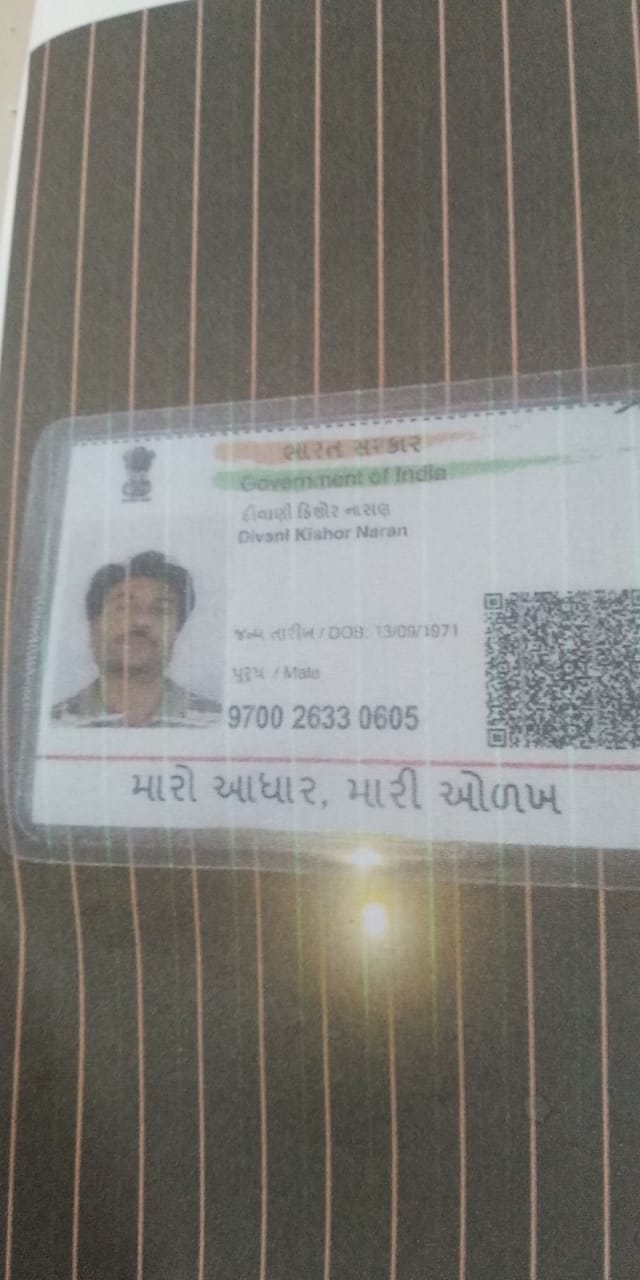 ભારત સરકાર
Government of India
દીવાણી કિશોર નારાણ
Divani Kishor Naran
જન્મ તારીખ / DOB: 13/09/1971
પુરુષ / Male
9700 2633 0605
મારો આધાર, મારી ઓળખ